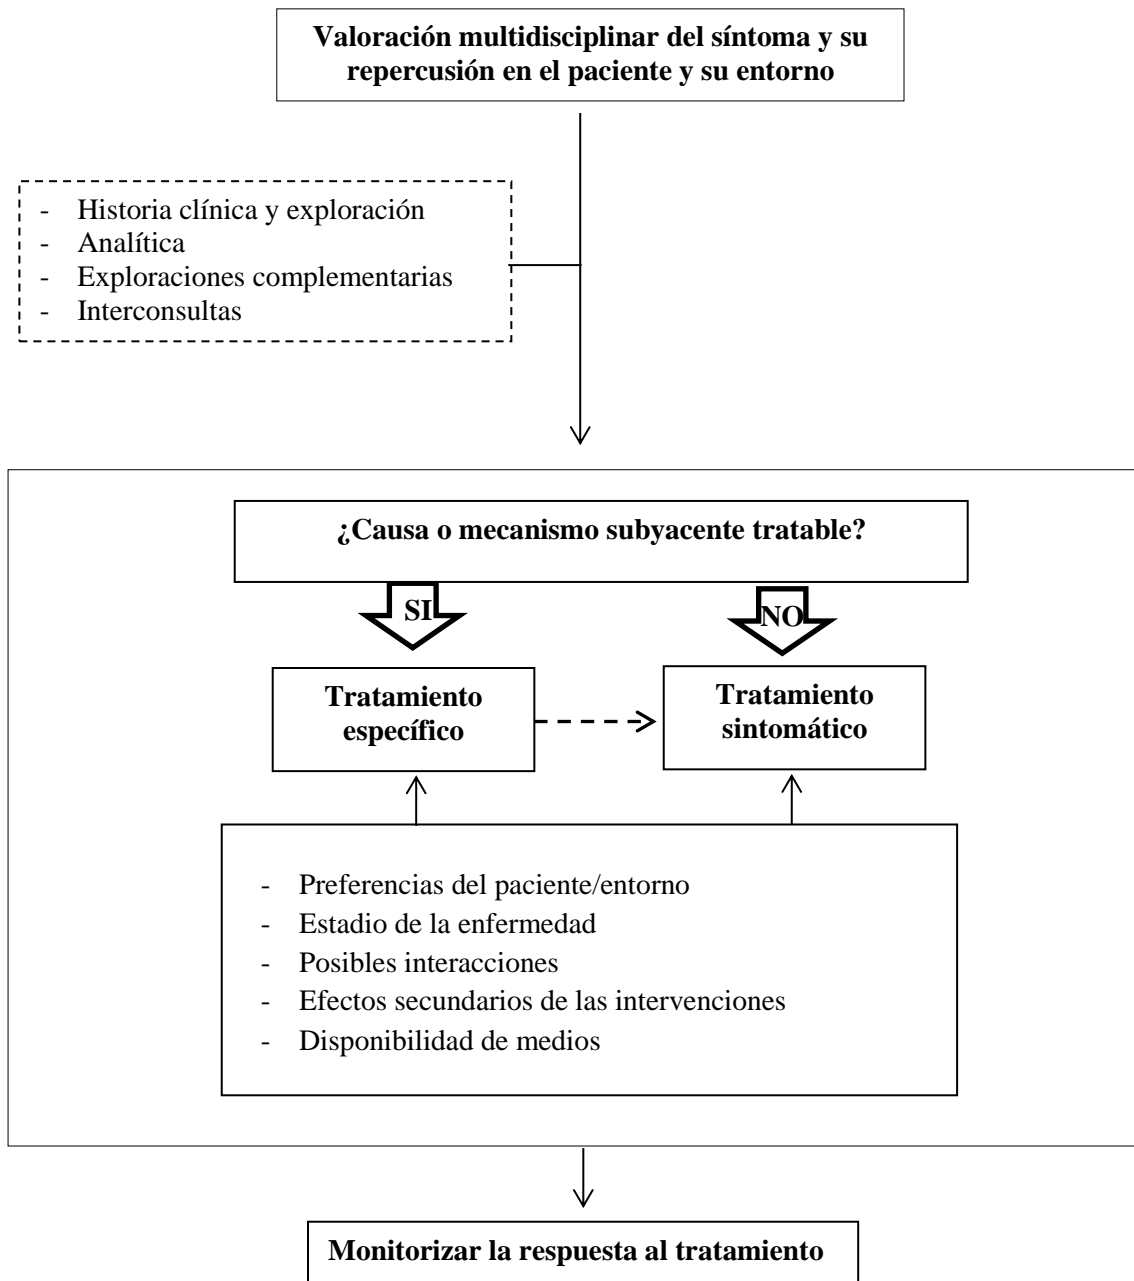 Valoración multidisciplinar del síntoma y su
repercusión en el paciente y su entorno
- Historia clínica y exploración
- Analítica
- Exploraciones complementarias
- Interconsultas
¿Causa o mecanismo subyacente tratable?
SI
NO
Tratamiento
específico
Tratamiento
sintomático
- Preferencias del paciente/entorno
- Estadio de la enfermedad
- Posibles interacciones
- Efectos secundarios de las intervenciones
- Disponibilidad de medios
Monitorizar la respuesta al tratamiento